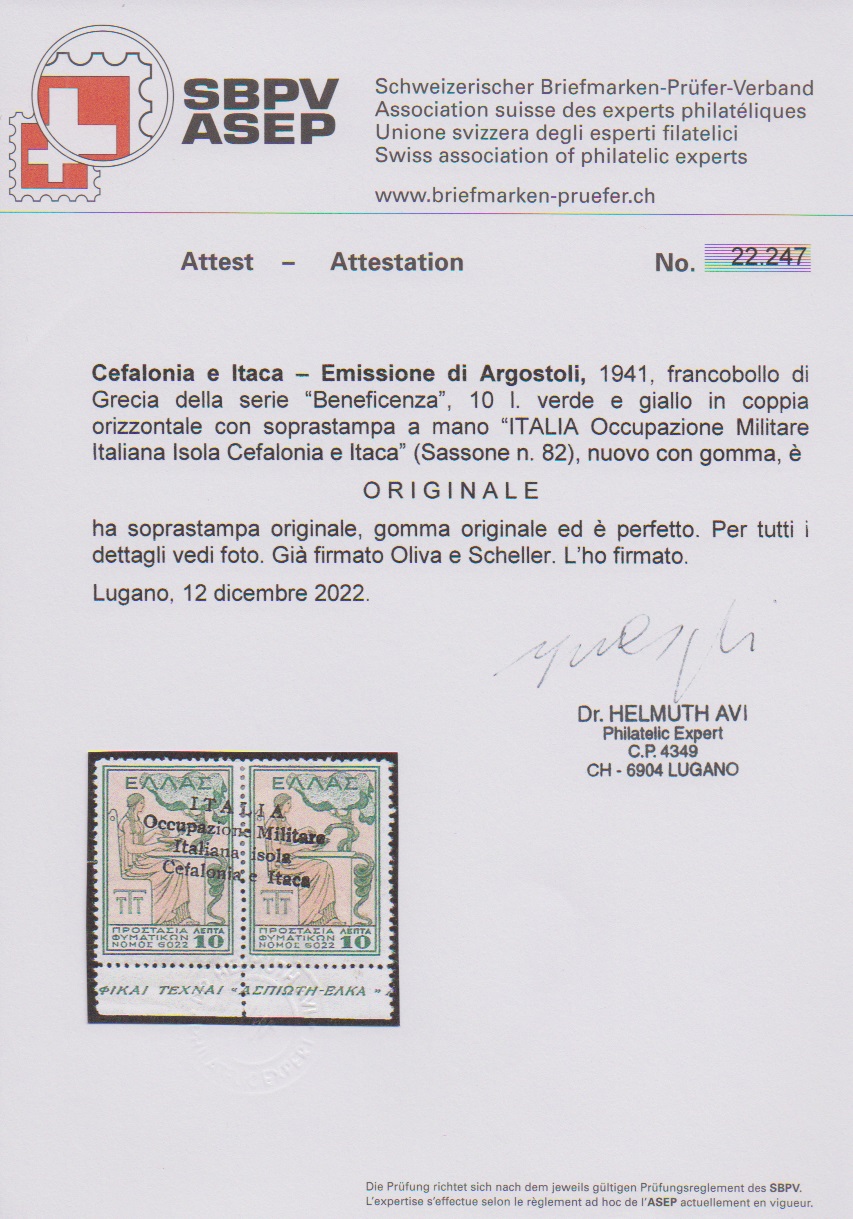 SBPV
ASEP
Schweizerischer Briefmarken-Prüfer-Verband
Association suisse des experts philatéliques
Unione svizzera degli esperti filatelici
Swiss association of philatelic experts
www.briefmarken-pruefer.ch
Attest – Attestation No. 22.247
Cefalonia e Itaca – Emissione di Argostoli, 1941, francobollo di
Grecia della serie “Beneficenza”, 10 l. verde e giallo in coppia
orizzontale con soprastampa a mano “ITALIA Occupazione Militare
Italiana Isola Cefalonia e Itaca” (Sassone n. 82), nuovo con gomma, è
ORIGINALE
ha soprastampa originale, gomma originale ed è perfetto. Per tutti i
dettagli vedi foto. Già firmato Oliva e Scheller. L’ho firmato.
Lugano, 12 dicembre 2022.
Dr. HELMUTH AVI
Philatelic Expert
C.P. 4349
CH - 6904 LUGANO
ΕΛΛΑΣ ΕΛΛΑΣ
ITALIA
Occupazione Militare
Italiana isola
Cefalonia e Itaca
ΠΡΟΣΤΑΣΙΑ ΛΕΠΤΑ ΠΡΟΣΤΑΣΙΑ ΛΕΠΤΑ
ΦΥΜΑΤΙΚΩΝ ΦΥΜΑΤΙΚΩΝ
ΝΟΜΟΣ 6022 10 ΝΟΜΟΣ 6022 10
ΦΙΚΑΙ ΤΕΧΝΑΙ “ΑΣΠΙΩΤΗ-ΕΛΚΑ”
Die Prüfung richtet sich nach dem jeweils gültigen Prüfungsreglement des SBPV.
L’expertise s’effectue selon le règlement ad hoc de l’ASEP actuellement en vigueur.